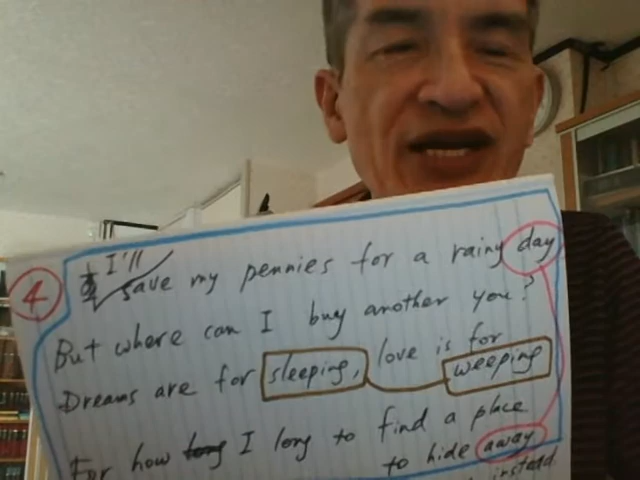 4
I'll
save my pennies for a rainy day
But where can I buy another you?
Dreams are for sleeping, love is for
weeping
For how long I long to find a place
to hide away
instead